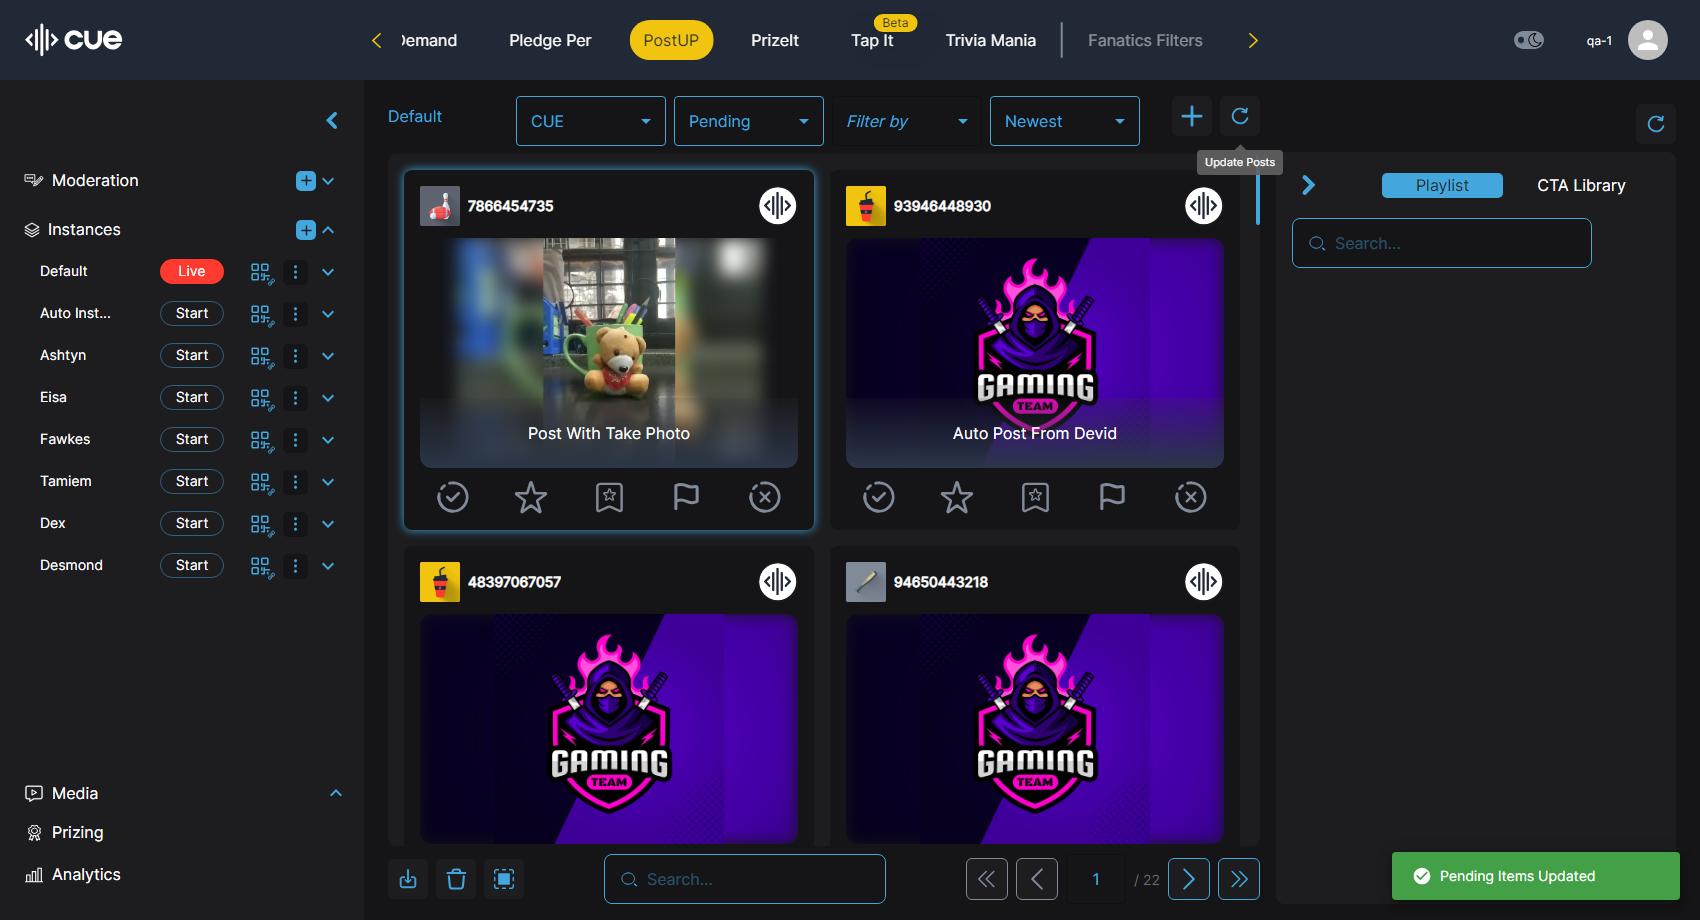 cue
Demand
Pledge Per
PostUP
PrizeIt
Beta
Tap It
Trivia Mania
Fanatics Filters
qa-1
Default
CUE
Pending
Filter by
Newest
Update Posts
Moderation
Instances
Default
Live
Auto Inst...
Start
Ashtyn
Start
Eisa
Start
Fawkes
Start
Tamiem
Start
Dex
Start
Desmond
Start
Media
Prizing
Analytics
7866454735
Post With Take Photo
93946448930
GAMING
TEAM
Auto Post From Devid
48397067057
GAMING
TEAM
94650443218
GAMING
TEAM
Search...
1
/ 22
Playlist
CTA Library
Search...
Pending Items Updated